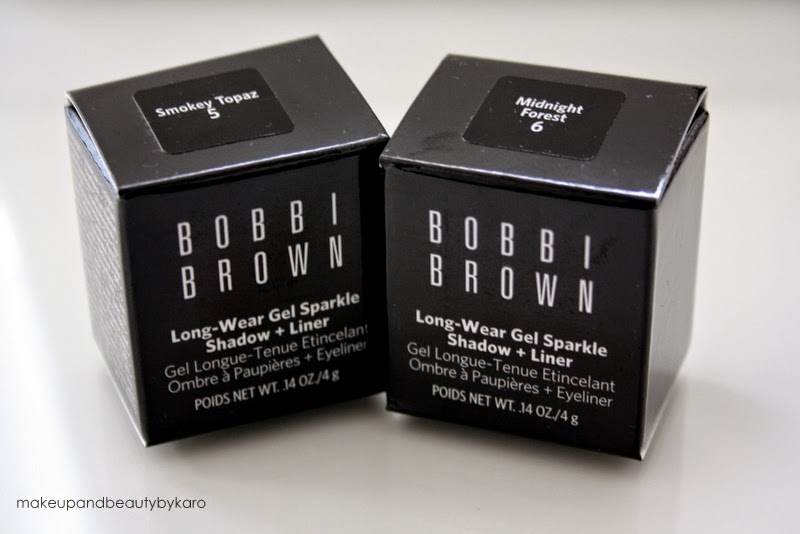 Smokey Topaz
5
BOBBI
BROWN
Long-Wear Gel Sparkle
Shadow + Liner
Gel Longue-Tenue Etincelant
Ombre à Paupières + Eyeliner
POIDS NET WT. .14 OZ./4 g
Midnight
Forest
6
BOBBI
BROWN
Long-Wear Gel Sparkle
Shadow + Liner
Gel Longue-Tenue Etincelant
Ombre à Paupières + Eyeliner
POIDS NET WT. .14 OZ./4 g
makeupandbeautybykaro